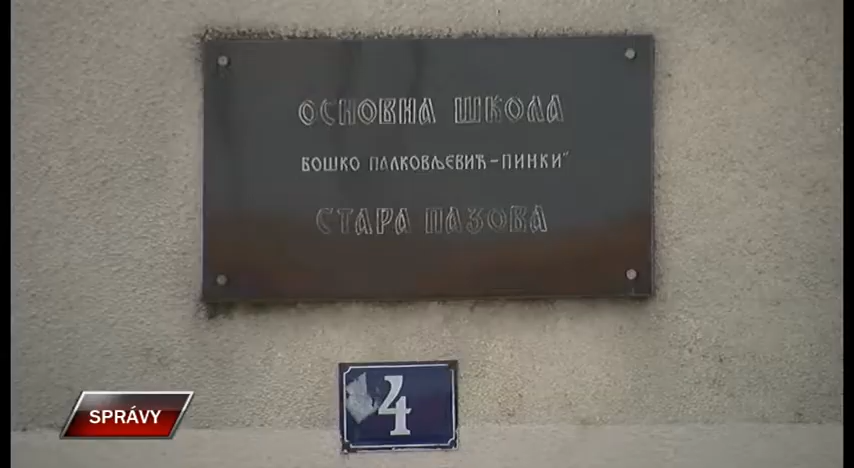 ОСНОВНА ШКОЛА
БОШКО ПАЛКОВЉЕВИЋ-ПИНКИ"
СТАРА ПАЗОВА
4
SPRÁVY